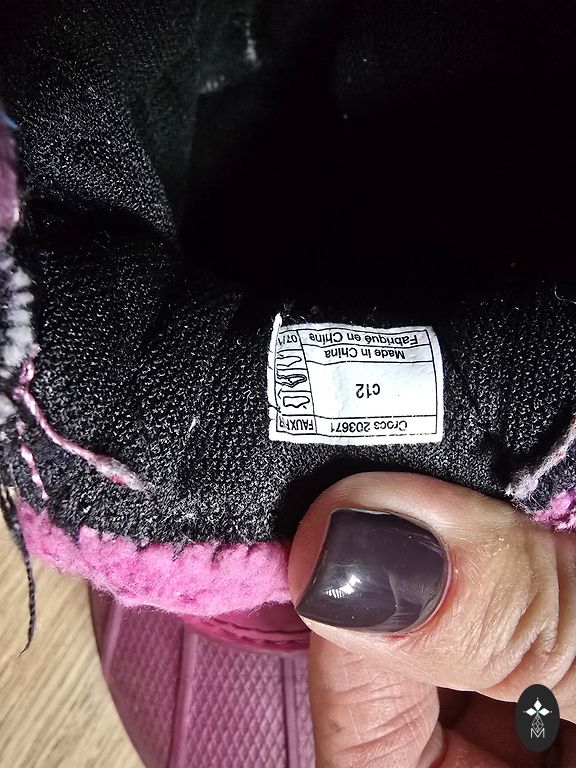 Crocs 203671
c12
Made in China
Fabriqué en China
M